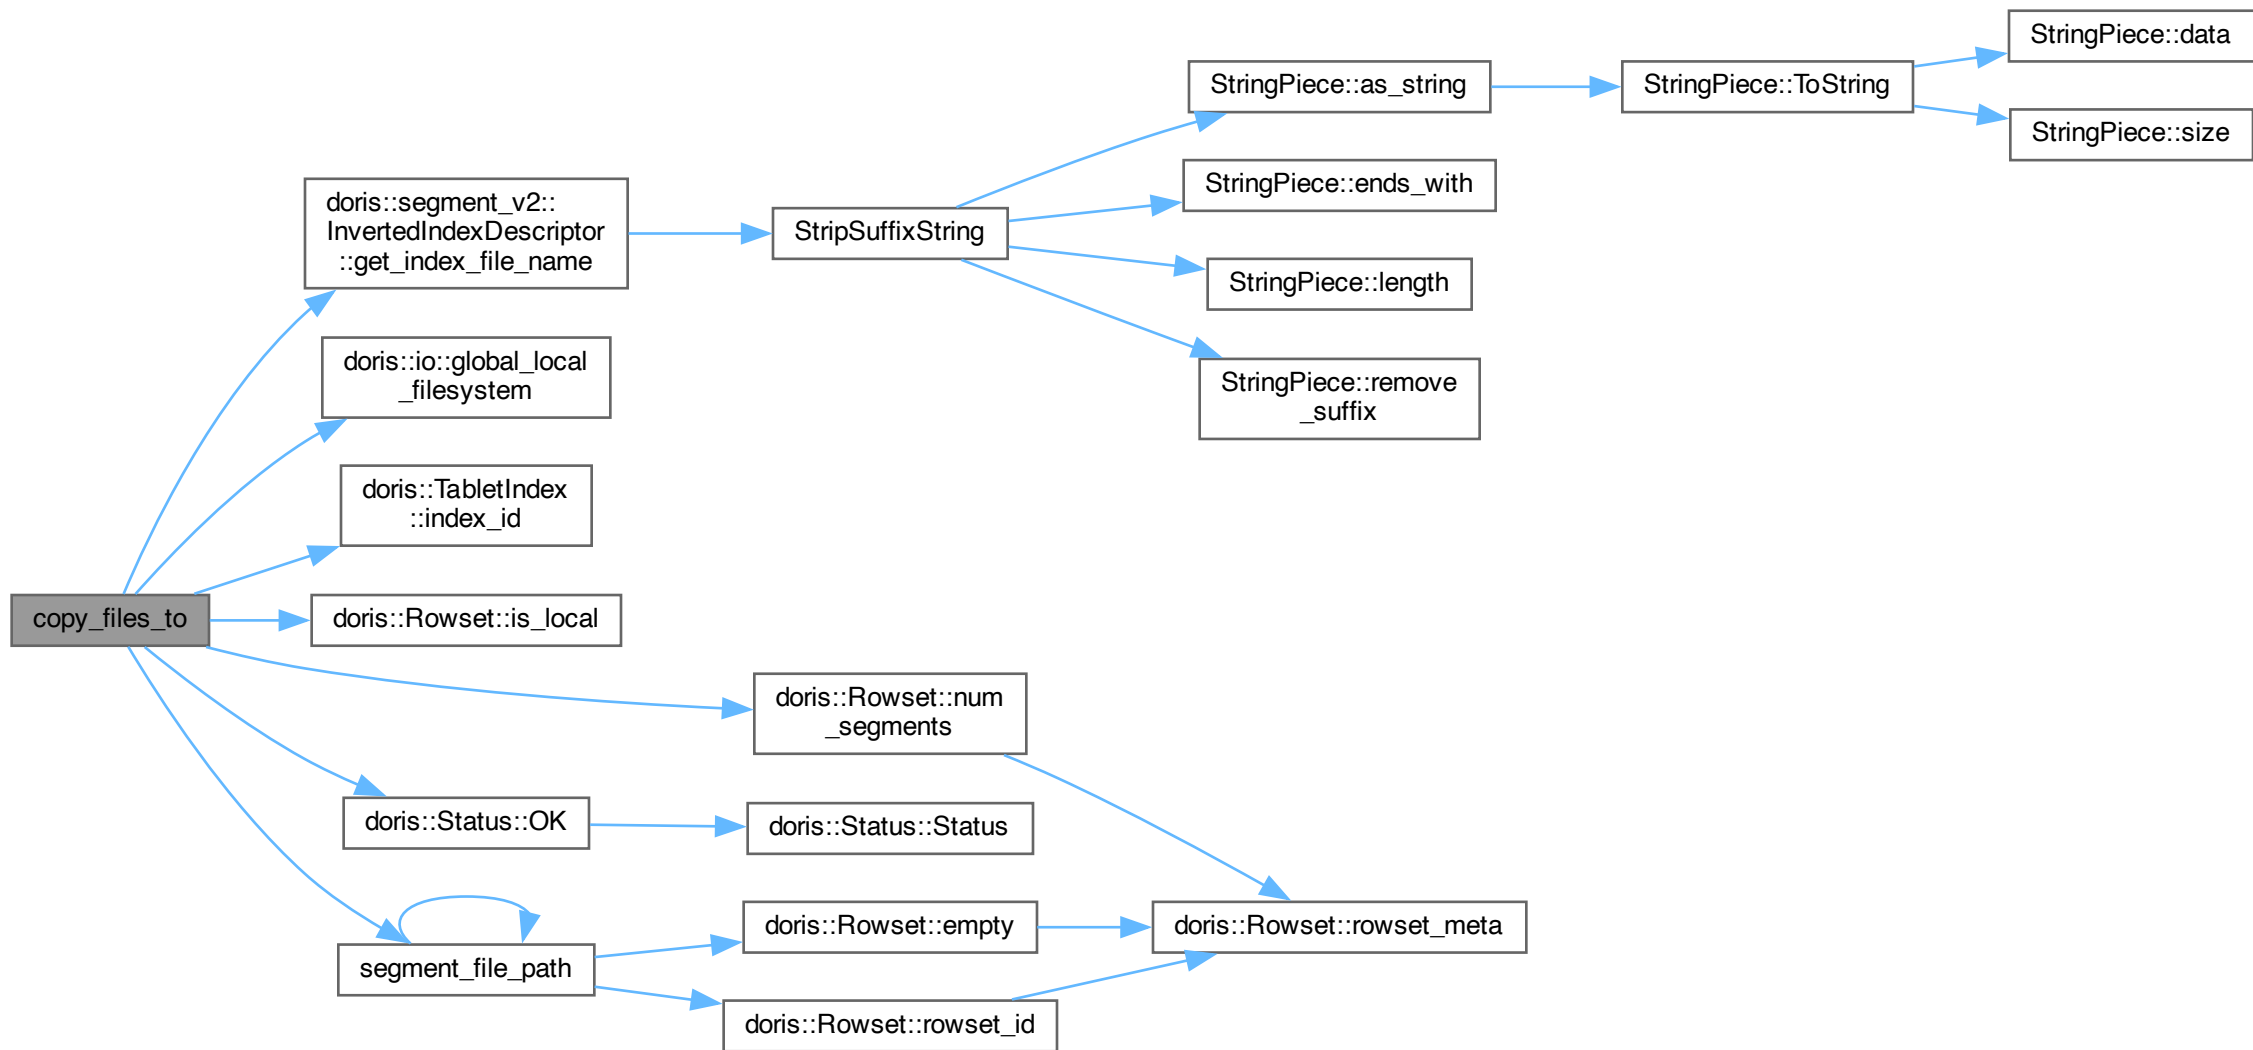 copy_files_to
doris::segment_v2::
InvertedIndexDescriptor
::get_index_file_name
doris::io::global_local
_filesystem
doris::TabletIndex
::index_id
doris::Rowset::is_local
doris::Rowset::num
_segments
doris::Status::OK
doris::Status::Status
segment_file_path
doris::Rowset::empty
doris::Rowset::rowset_id
doris::Rowset::rowset_meta
StripSuffixString
StringPiece::as_string
StringPiece::ends_with
StringPiece::length
StringPiece::remove
_suffix
StringPiece::ToString
StringPiece::data
StringPiece::size